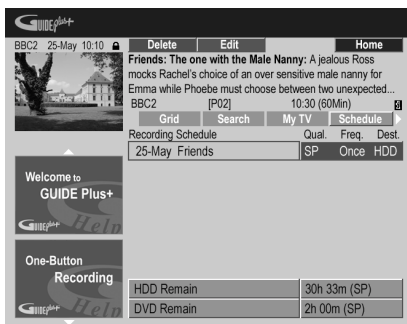 GUIDE Plus+
BBC2 25-May 10:10
Delete Edit Home
Friends: The one with the Male Nanny: A jealous Ross
mocks Rachel's choice of an over sensitive male nanny for
Emma while Phoebe must choose between two unexpected...
BBC2 [P02] 10:30 (60Min)
Grid Search My TV Schedule
Recording Schedule Qual. Freq. Dest.
25-May Friends SP Once HDD
Welcome to
GUIDE Plus+
GUIDE Plus+ Help
One-Button
Recording
GUIDE Plus+ Help
HDD Remain 30h 33m (SP)
DVD Remain 2h 00m (SP)